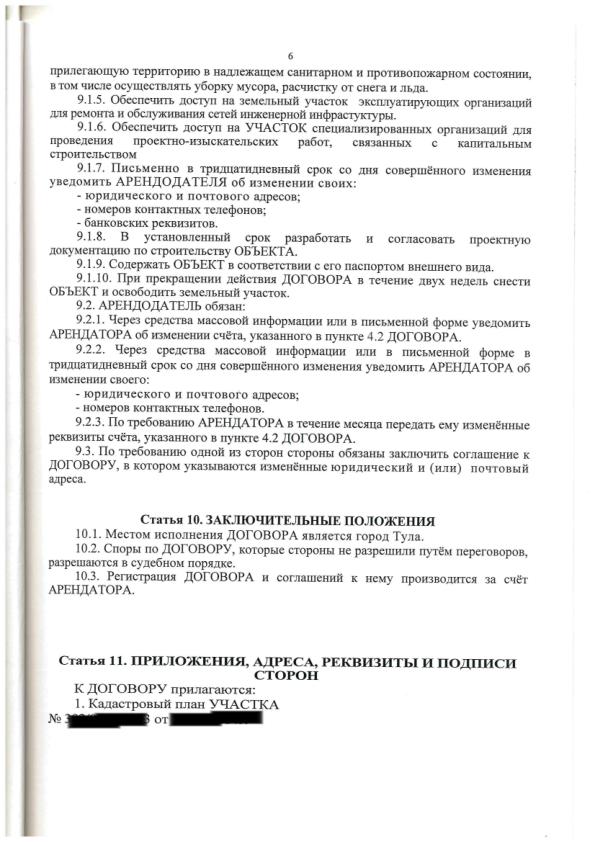 6
прилегающую территорию в надлежащем санитарном и противопожарном состоянии,
в том числе осуществлять уборку мусора, расчистку от снега и льда.
9.1.5. Обеспечить доступ на земельный участок эксплуатирующих организаций
для ремонта и обслуживания сетей инженерной инфрастуктуры.
9.1.6. Обеспечить доступ на УЧАСТОК специализированных организаций для
проведения проектно-изыскательских работ, связанных с капитальным
строительством
9.1.7. Письменно в тридцатидневный срок со дня совершённого изменения
уведомить АРЕНДОДАТЕЛЯ об изменении своих:
- юридического и почтового адресов;
- номеров контактных телефонов;
- банковских реквизитов.
9.1.8. В установленный срок разработать и согласовать проектную
документацию по строительству ОБЪЕКТА.
9.1.9. Содержать ОБЪЕКТ в соответствии с его паспортом внешнего вида.
9.1.10. При прекращении действия ДОГОВОРА в течение двух недель снести
ОБЪЕКТ и освободить земельный участок.
9.2. АРЕНДОДАТЕЛЬ обязан:
9.2.1. Через средства массовой информации или в письменной форме уведомить
АРЕНДАТОРА об изменении счёта, указанного в пункте 4.2 ДОГОВОРА.
9.2.2. Через средства массовой информации или в письменной форме в
тридцатидневный срок со дня совершённого изменения уведомить АРЕНДАТОРА об
изменении своего:
- юридического и почтового адресов;
- номеров контактных телефонов.
9.2.3. По требованию АРЕНДАТОРА в течение месяца передать ему изменённые
реквизиты счёта, указанного в пункте 4.2 ДОГОВОРА.
9.3. По требованию одной из сторон стороны обязаны заключить соглашение к
ДОГОВОРУ, в котором указываются изменённые юридический и (или) почтовый
адреса.
Статья 10. ЗАКЛЮЧИТЕЛЬНЫЕ ПОЛОЖЕНИЯ
10.1. Местом исполнения ДОГОВОРА является город Тула.
10.2. Споры по ДОГОВОРУ, которые стороны не разрешили путём переговоров,
разрешаются в судебном порядке.
10.3. Регистрация ДОГОВОРА и соглашений к нему производится за счёт
АРЕНДАТОРА.
Статья 11. ПРИЛОЖЕНИЯ, АДРЕСА, РЕКВИЗИТЫ И ПОДПИСИ
СТОРОН
К ДОГОВОРУ прилагаются:
1. Кадастровый план УЧАСТКА
№ от